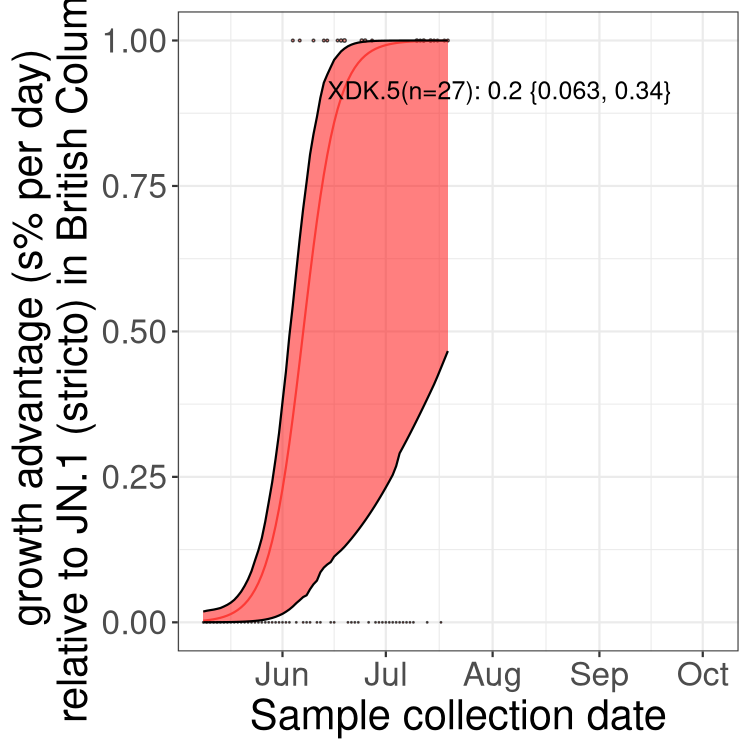 growth advantage (s% per day)
relative to JN.1 (stricto) in British Colum
1.00
0.75
0.50
0.25
0.00
XDK.5(n=27): 0.2 {0.063, 0.34}
Jun Jul Aug Sep Oct
Sample collection date